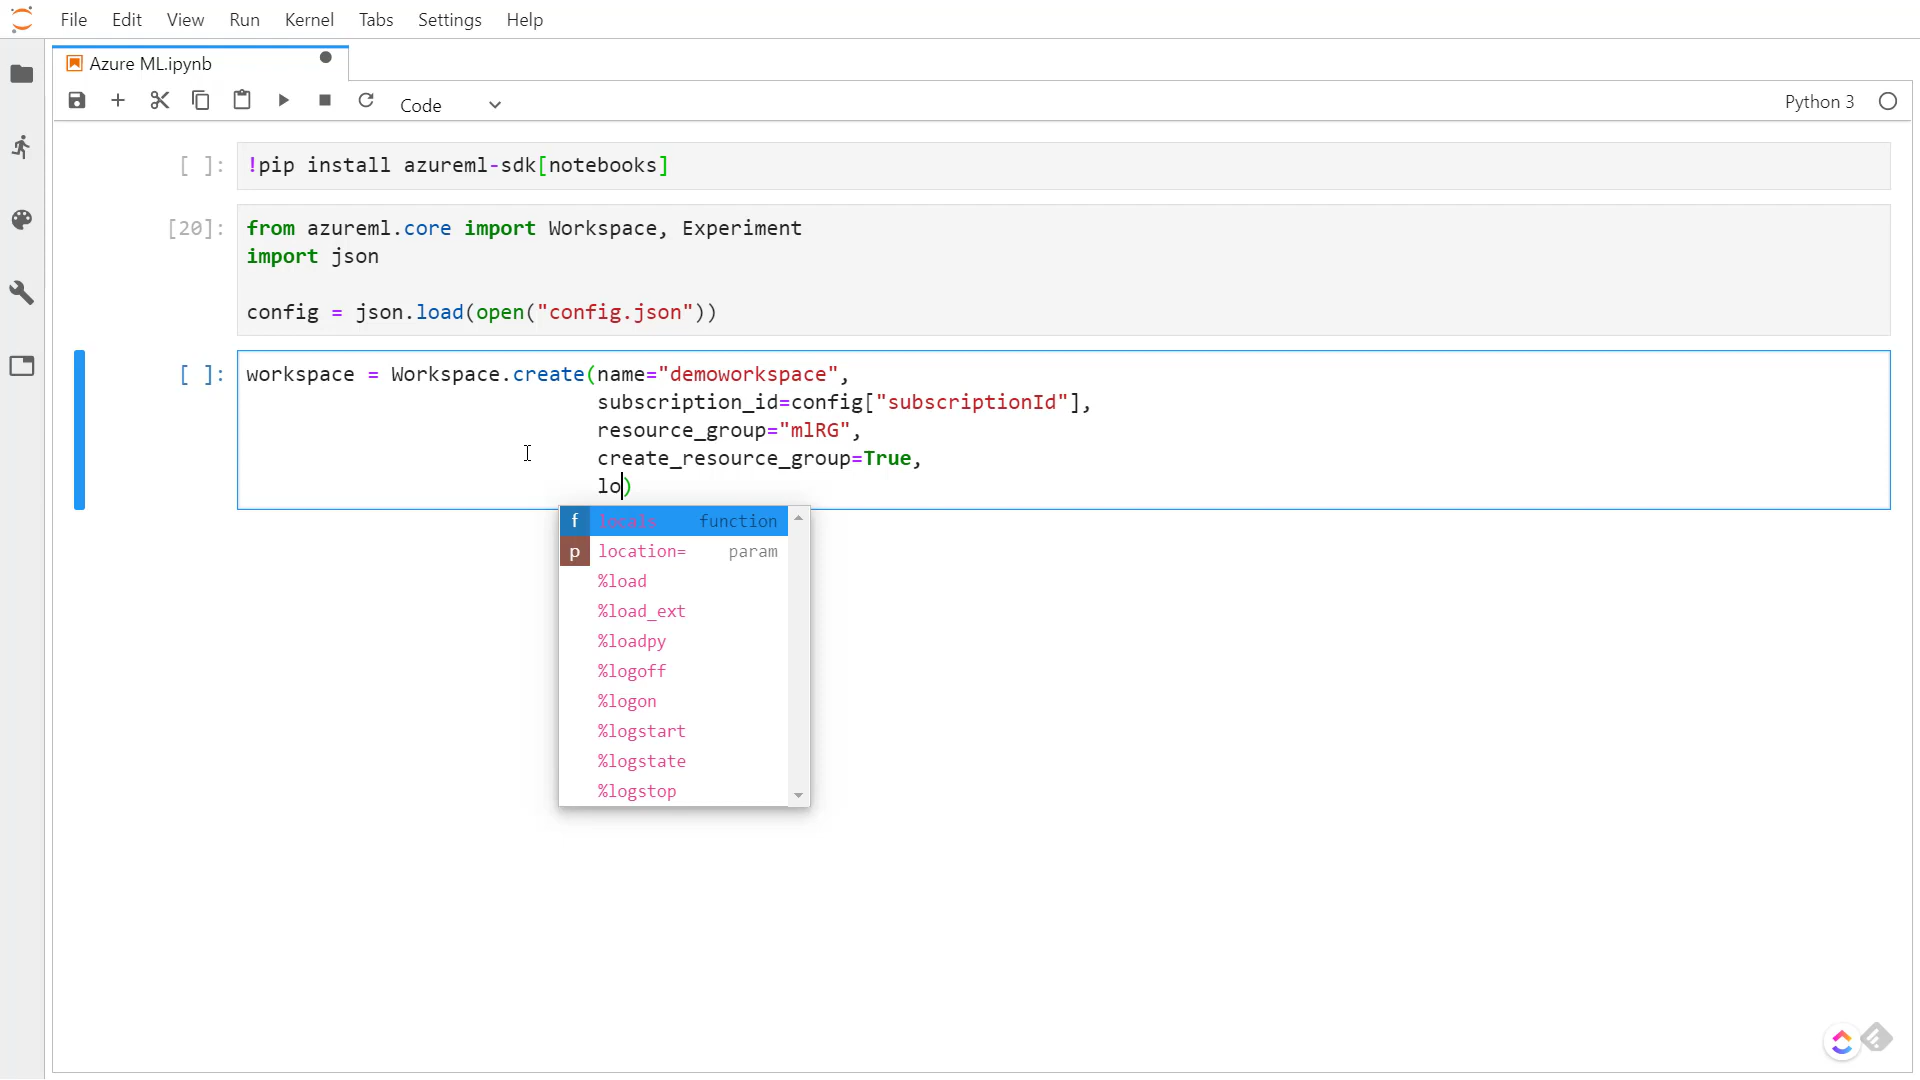 File Edit View Run Kernel Tabs Settings Help
Azure ML.ipynb
Code
Python 3
[ ]: !pip install azureml-sdk[notebooks]
[20]: from azureml.core import Workspace, Experiment
import json
config = json.load(open("config.json"))
[ ]: workspace = Workspace.create(name="demoworkspace",
subscription_id=config["subscriptionId"],
resource_group="mlRG",
create_resource_group=True,
lo)
f locals function
p location= param
%load
%load_ext
%loadpy
%logoff
%logon
%logstart
%logstate
%logstop